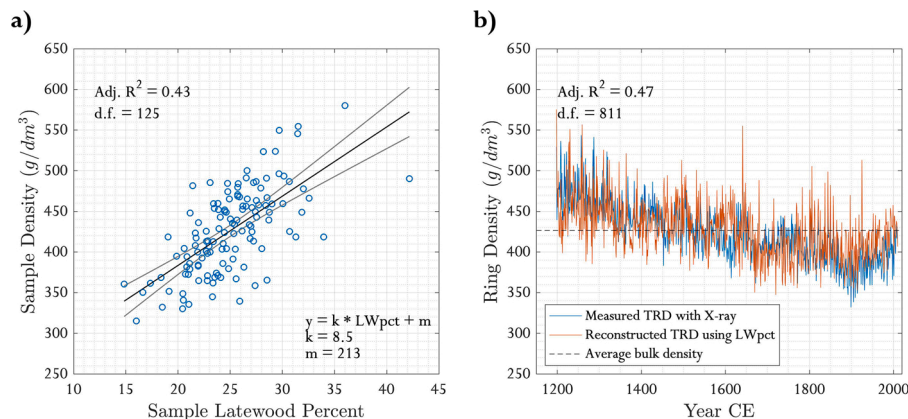 a)
650
600
550
500
450
400
350
300
250
Sample Density (g/dm³)
Adj. R² = 0.43
d.f. = 125
y = k * LWpct + m
k = 8.5
m = 213
10 15 20 25 30 35 40 45
Sample Latewood Percent
b)
650
600
550
500
450
400
350
300
250
Ring Density (g/dm³)
Adj. R² = 0.47
d.f. = 811
Measured TRD with X-ray
Reconstructed TRD using LWpct
Average bulk density
1200 1400 1600 1800 2000
Year CE